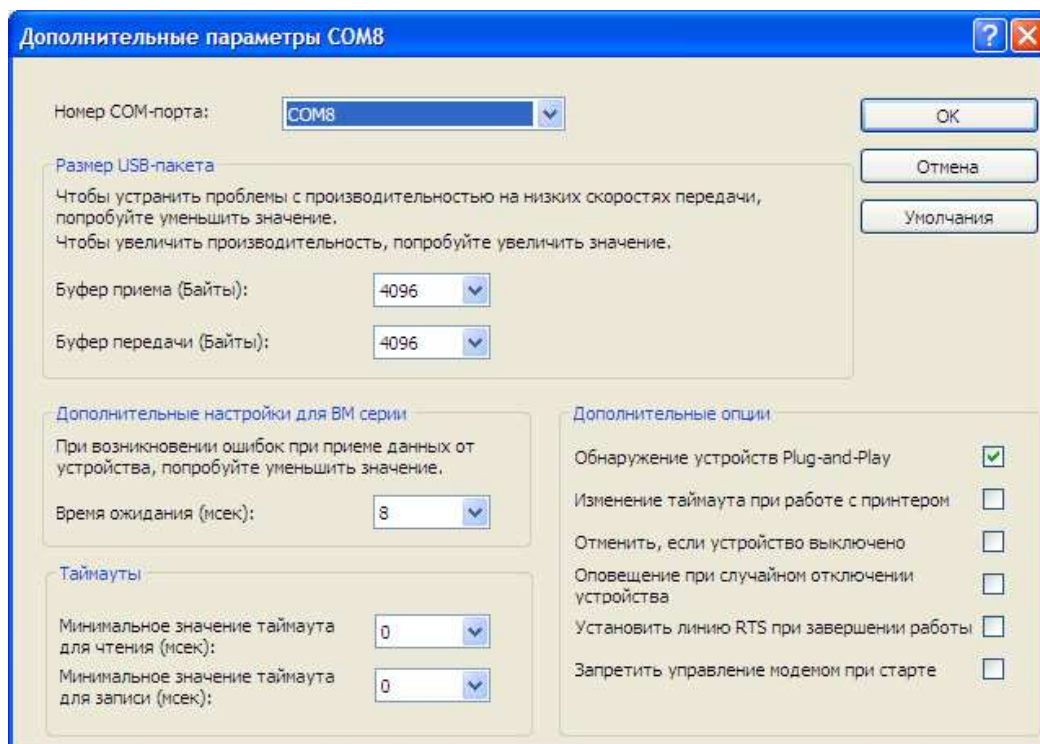 Дополнительные параметры COM8
Номер COM-порта:
COM8
OK
Отмена
Умолчания
Размер USB-пакета
Чтобы устранить проблемы с производительностью на низких скоростях передачи,
попробуйте уменьшить значение.
Чтобы увеличить производительность, попробуйте увеличить значение.
Буфер приема (Байты):
4096
Буфер передачи (Байты):
4096
Дополнительные настройки для BM серии
При возникновении ошибок при приеме данных от
устройства, попробуйте уменьшить значение.
Время ожидания (мсек):
8
Таймауты
Минимальное значение таймаута
для чтения (мсек):
0
Минимальное значение таймаута
для записи (мсек):
0
Дополнительные опции
Обнаружение устройств Plug-and-Play
Изменение таймаута при работе с принтером
Отменить, если устройство выключено
Оповещение при случайном отключении
устройства
Установить линию RTS при завершении работы
Запретить управление модемом при старте